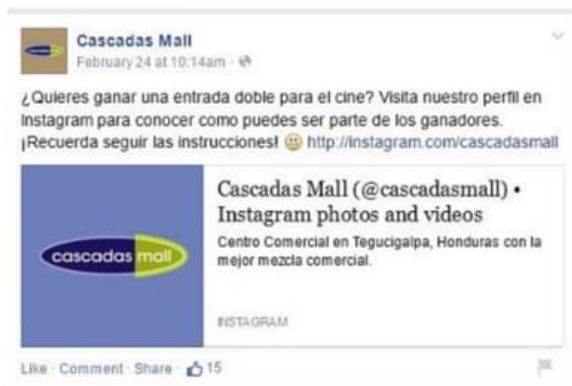 Cascadas Mall
February 24 at 10:14am
¿Quieres ganar una entrada doble para el cine? Visita nuestro perfil en
Instagram para conocer como puedes ser parte de los ganadores.
¡Recuerda seguir las instrucciones! http://instagram.com/cascadasmall
cascadas mall
Cascadas Mall (@cascadasmall) •
Instagram photos and videos
Centro Comercial en Tegucigalpa, Honduras con la
mejor mezcla comercial.
INSTAGRAM
Like · Comment · Share · 15